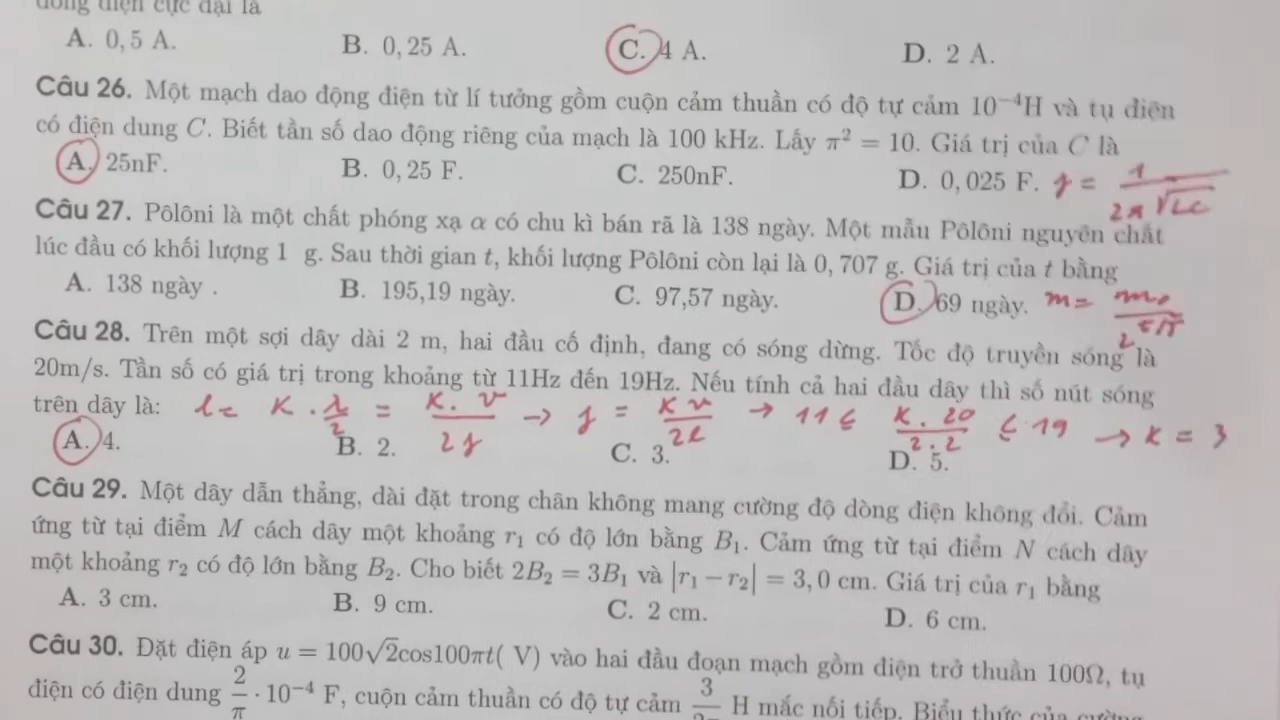 dòng điện cực đại là
A. 0,5 A. B. 0,25 A. C. 4 A. D. 2 A.
Câu 26. Một mạch dao động điện từ lí tưởng gồm cuộn cảm thuần có độ tự cảm 10⁻⁴H và tụ điện
có điện dung C. Biết tần số dao động riêng của mạch là 100 kHz. Lấy π² = 10. Giá trị của C là
A. 25nF. B. 0,25 F. C. 250nF. D. 0,025 F. f = 1/(2π√LC)
Câu 27. Pôlôni là một chất phóng xạ α có chu kì bán rã là 138 ngày. Một mẫu Pôlôni nguyên chất
lúc đầu có khối lượng 1 g. Sau thời gian t, khối lượng Pôlôni còn lại là 0,707 g. Giá trị của t bằng
A. 138 ngày . B. 195,19 ngày. C. 97,57 ngày. D. 69 ngày. m = m₀/2^(t/T)
Câu 28. Trên một sợi dây dài 2 m, hai đầu cố định, đang có sóng dừng. Tốc độ truyền sóng là
20m/s. Tần số có giá trị trong khoảng từ 11Hz đến 19Hz. Nếu tính cả hai đầu dây thì số nút sóng
trên dây là: l = K . λ/2 = K.v/2f → f = Kv/2l → 11 ≤ K.20/2.2 ≤ 19 → K = 3
A. 4. B. 2. C. 3. D. 5.
Câu 29. Một dây dẫn thẳng, dài đặt trong chân không mang cường độ dòng điện không đổi. Cảm
ứng từ tại điểm M cách dây một khoảng r₁ có độ lớn bằng B₁. Cảm ứng từ tại điểm N cách dây
một khoảng r₂ có độ lớn bằng B₂. Cho biết 2B₂ = 3B₁ và |r₁ − r₂| = 3,0 cm. Giá trị của r₁ bằng
A. 3 cm. B. 9 cm. C. 2 cm. D. 6 cm.
Câu 30. Đặt điện áp u = 100√2cos100πt( V) vào hai đầu đoạn mạch gồm điện trở thuần 100Ω, tụ
điện có điện dung 2/π · 10⁻⁴ F, cuộn cảm thuần có độ tự cảm 3 H mắc nối tiếp. Biểu thức của cường